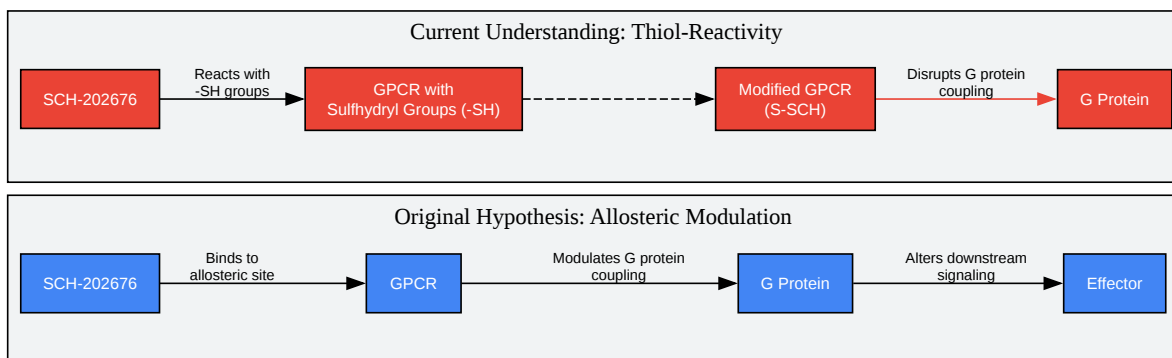 Current Understanding: Thiol-Reactivity
SCH-202676
Reacts with
-SH groups
GPCR with
Sulfhydryl Groups (-SH)
Modified GPCR
(S-SCH)
Disrupts G protein
coupling
G Protein
Original Hypothesis: Allosteric Modulation
SCH-202676
Binds to
allosteric site
GPCR
Modulates G protein
coupling
G Protein
Alters downstream
signaling
Effector